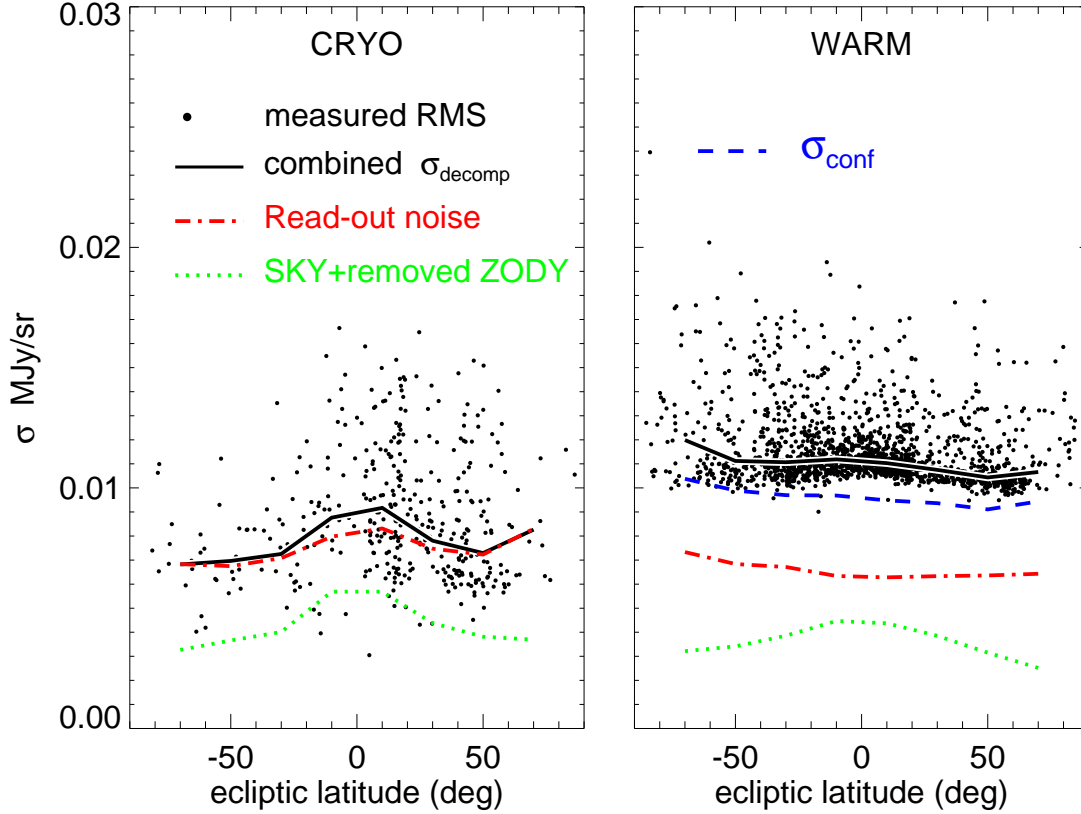 0.03
0.02
0.01
0.00
σ MJy/sr
CRYO
measured RMS
combined σdecomp
Read-out noise
SKY+removed ZODY
-50 0 50
ecliptic latitude (deg)
WARM
σconf
-50 0 50
ecliptic latitude (deg)